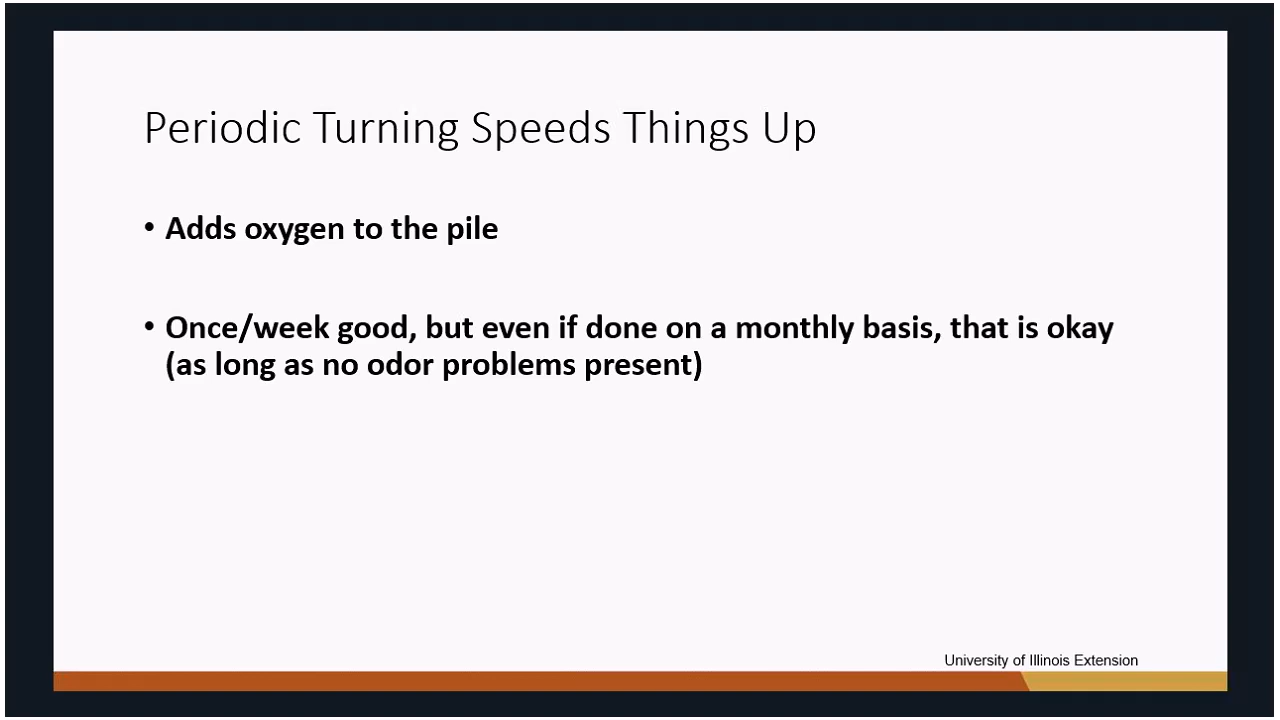 Periodic Turning Speeds Things Up
• Adds oxygen to the pile
• Once/week good, but even if done on a monthly basis, that is okay
(as long as no odor problems present)
University of Illinois Extension